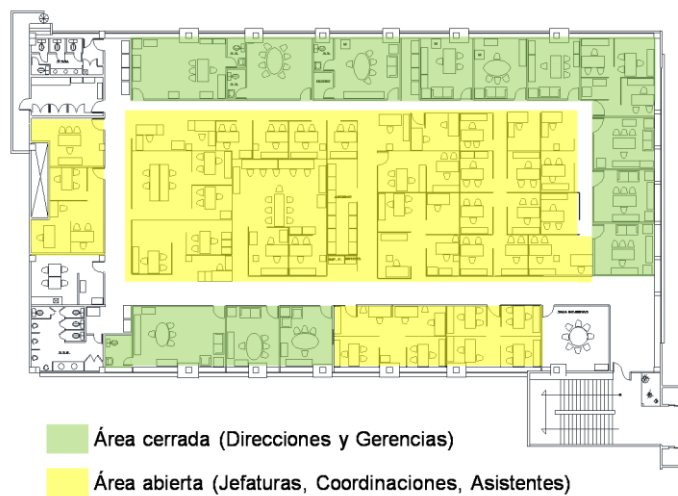 Área cerrada (Direcciones y Gerencias)
Área abierta (Jefaturas, Coordinaciones, Asistentes)